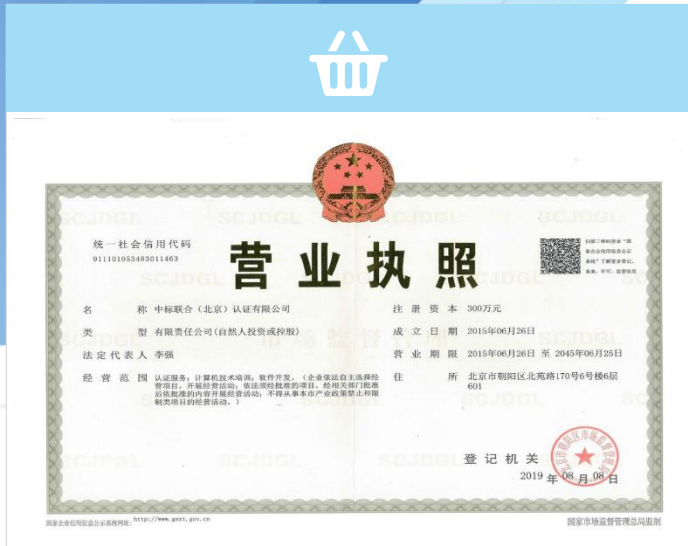 统一社会信用代码
911101053483011463
营业执照
扫描二维码登录"国
家企业信用信息公示
系统"了解更多登记、
备案、许可、监管信息
名 称 中标联合（北京）认证有限公司
注册资本 300万元
类 型 有限责任公司(自然人投资或控股)
成立日期 2015年06月26日
法定代表人 李强
营业期限 2015年06月26日 至 2045年06月25日
经营范围 认证服务；计算机技术培训；软件开发。（企业依法自主选择经
营项目，开展经营活动；依法须经批准的项目，经相关部门批准
后依批准的内容开展经营活动；不得从事本市产业政策禁止和限
制类项目的经营活动。）
住 所 北京市朝阳区北苑路170号6号楼6层
601
登记机关
2019 年 08 月 08 日
国家企业信用信息公示系统网址：http://www.gsxt.gov.cn
国家市场监督管理总局监制